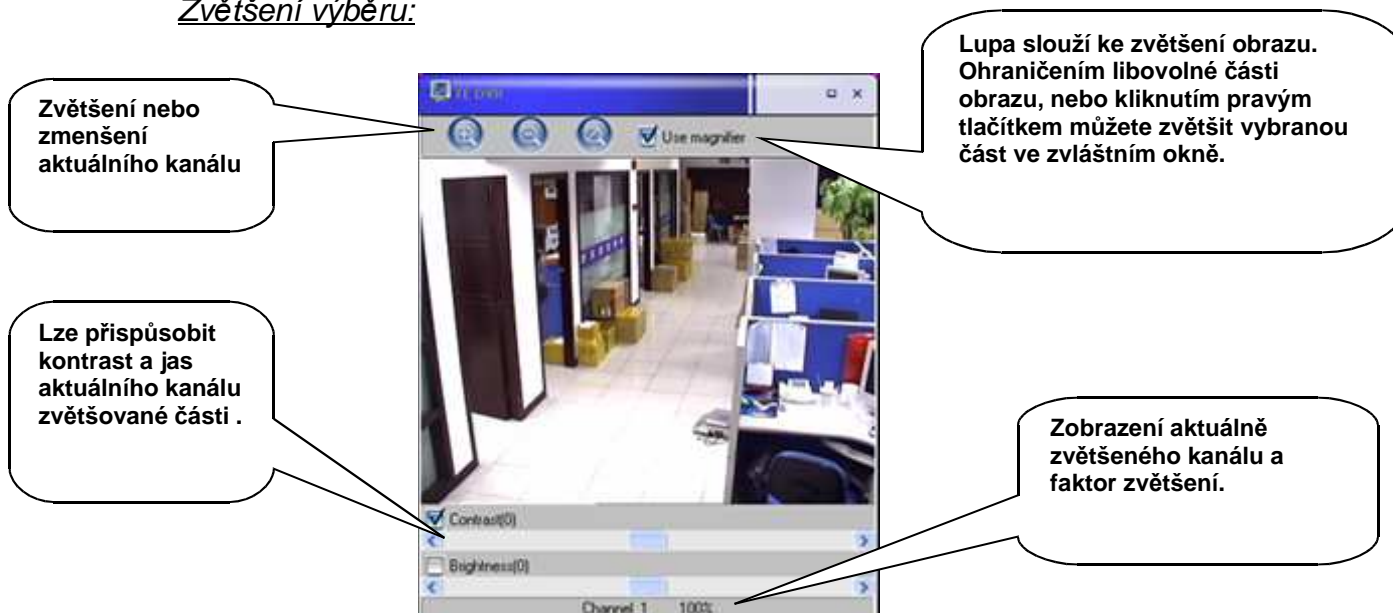 Zvětšení výběru:
Zvětšení nebo
zmenšení
aktuálního kanálu
Lupa slouží ke zvětšení obrazu.
Ohraničením libovolné části
obrazu, nebo kliknutím pravým
tlačítkem můžete zvětšit vybranou
část ve zvláštním okně.
Use magnifier
Lze přispůsobit
kontrast a jas
aktuálního kanálu
zvětšované části .
Zobrazení aktuálně
zvětšeného kanálu a
faktor zvětšení.
Contrast(0)
Brightness(0)
Channel 1 100%